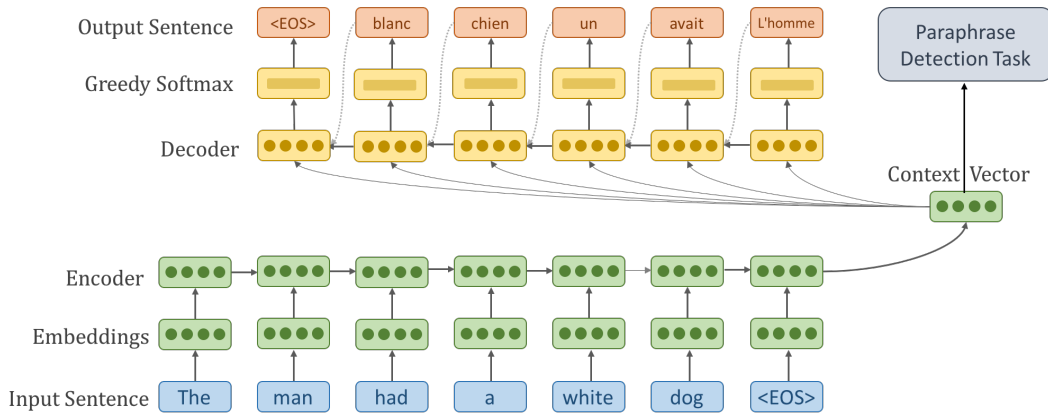 Output Sentence <EOS> blanc chien un avait L'homme
Paraphrase
Detection Task
Greedy Softmax
Decoder
Context Vector
Encoder
Embeddings
Input Sentence The man had a white dog <EOS>